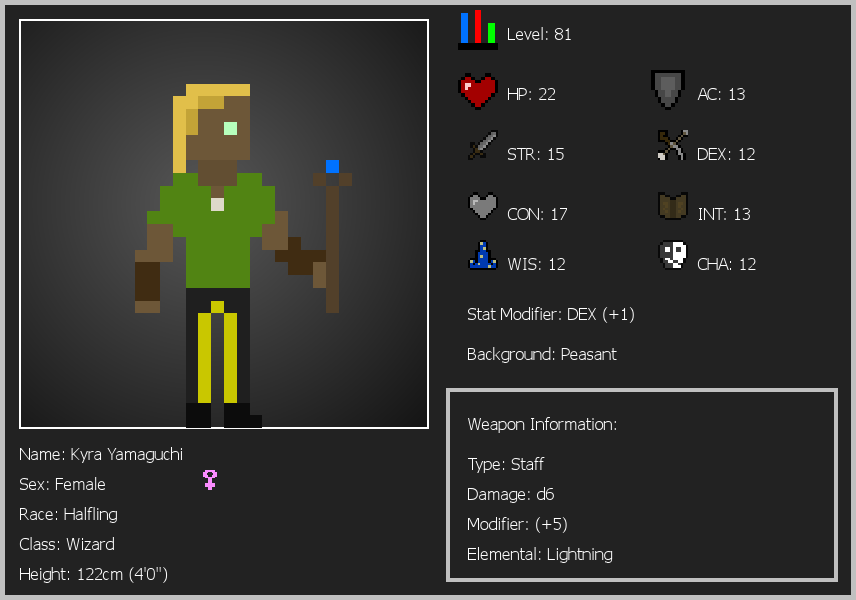 Level: 81
HP: 22
AC: 13
STR: 15
DEX: 12
CON: 17
INT: 13
WIS: 12
CHA: 12
Stat Modifier: DEX (+1)
Background: Peasant
Weapon Information:
Type: Staff
Damage: d6
Modifier: (+5)
Elemental: Lightning
Name: Kyra Yamaguchi
Sex: Female
Race: Halfling
Class: Wizard
Height: 122cm (4'0")